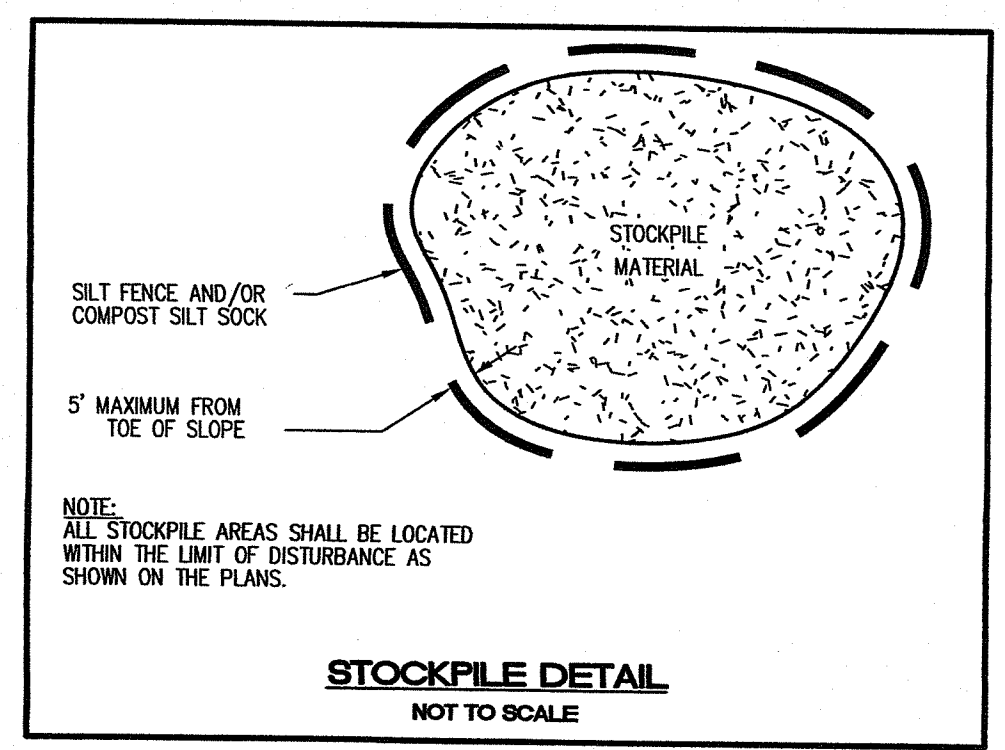 STOCKPILE
MATERIAL
SILT FENCE AND/OR
COMPOST SILT SOCK
5' MAXIMUM FROM
TOE OF SLOPE
NOTE:
ALL STOCKPILE AREAS SHALL BE LOCATED
WITHIN THE LIMIT OF DISTURBANCE AS
SHOWN ON THE PLANS.
STOCKPILE DETAIL
NOT TO SCALE